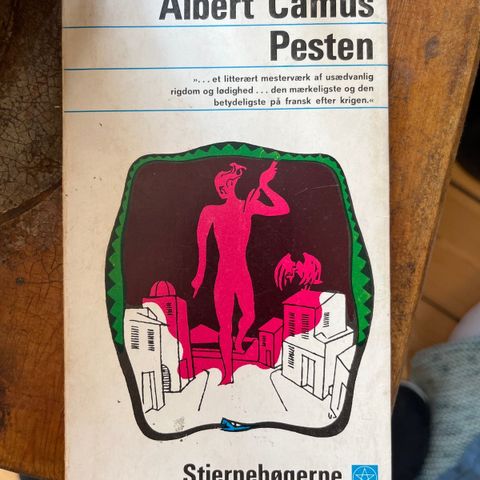 Albert Camus
Pesten
»... et litterært mesterværk af usædvanlig
rigdom og lødighed ... den mærkeligste og den
betydeligste på fransk efter krigen.«
Stjernebøgerne